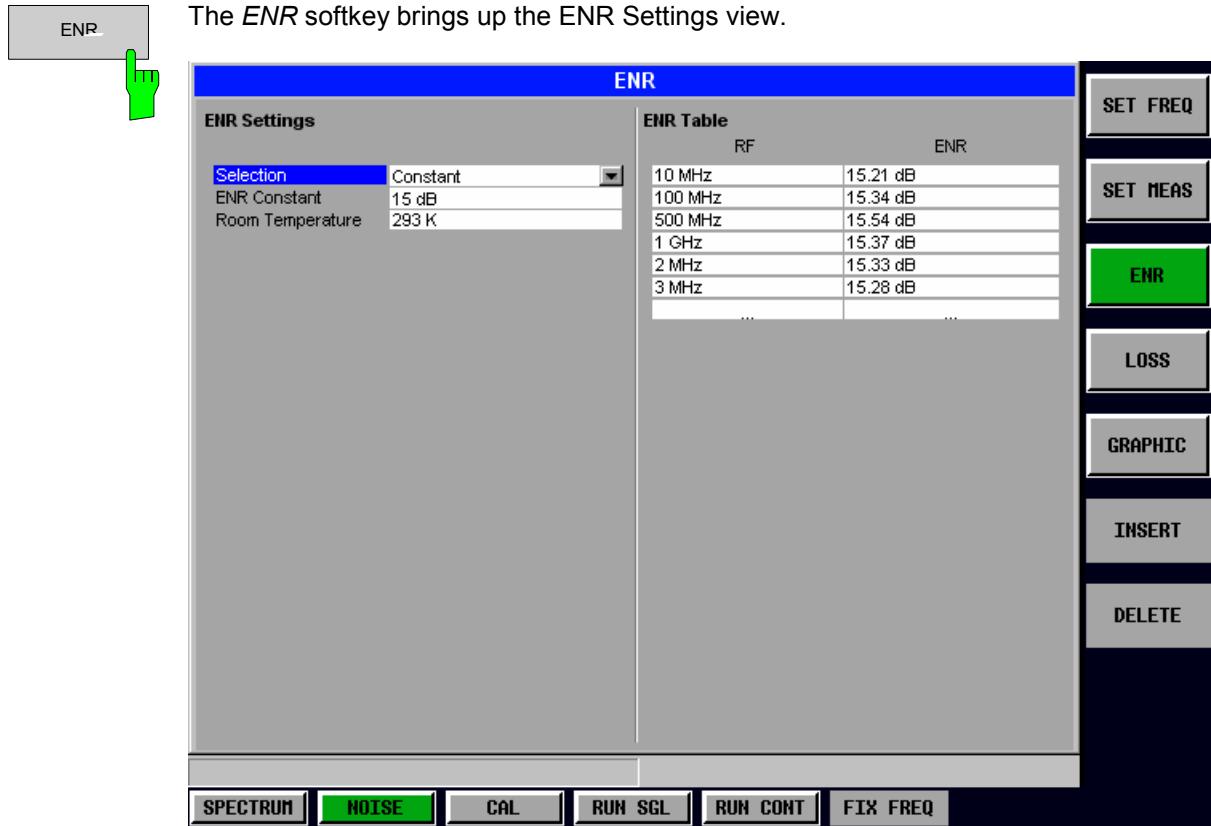 ENR
The ENR softkey brings up the ENR Settings view.
ENR
ENR Settings
Selection Constant
ENR Constant 15 dB
Room Temperature 293 K
ENR Table
RF ENR
10 MHz 15.21 dB
100 MHz 15.34 dB
500 MHz 15.54 dB
1 GHz 15.37 dB
2 MHz 15.33 dB
3 MHz 15.28 dB
... ...
SET FREQ
SET MEAS
ENR
LOSS
GRAPHIC
INSERT
DELETE
SPECTRUM NOISE CAL RUN SGL RUN CONT FIX FREQ